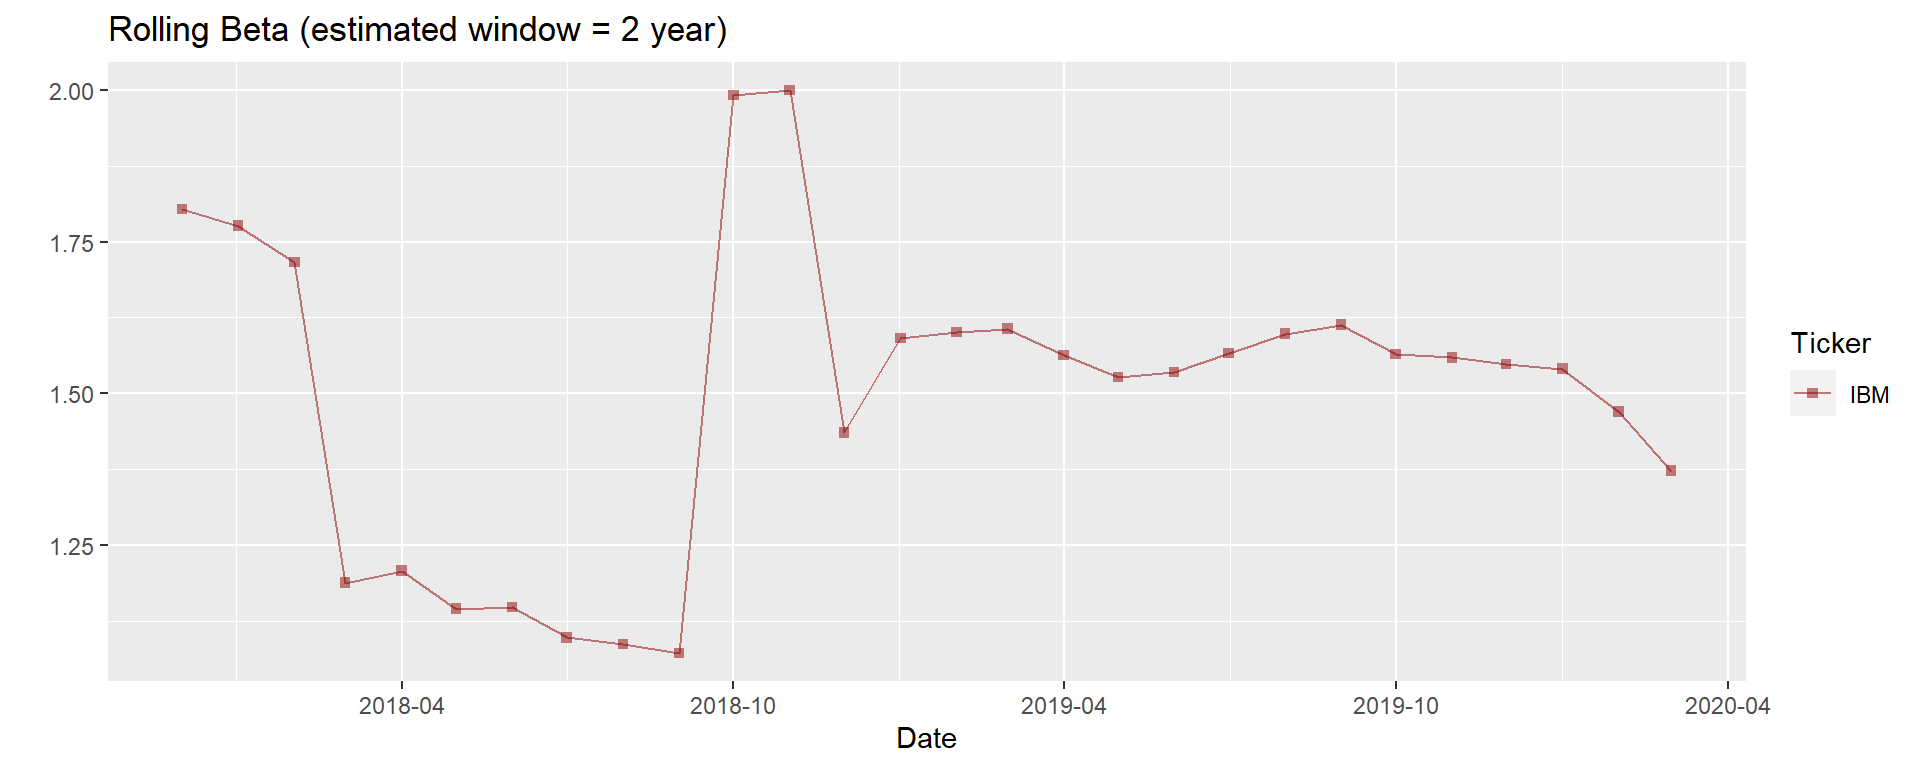 Rolling Beta (estimated window = 2 year)
2.00
1.75
1.50
1.25
2018-04
2018-10
2019-04
2019-10
2020-04
Date
Ticker
IBM